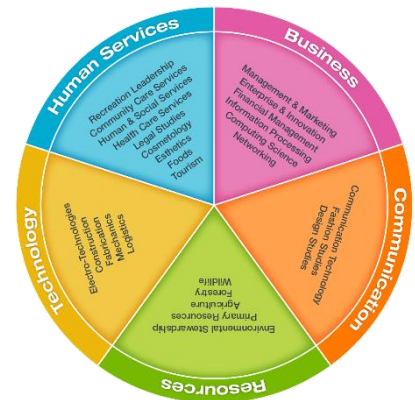 Human Services
Recreation Leadership
Community Care Services
Human & Social Services
Health Care Services
Legal Studies
Cosmetology
Esthetics
Foods
Tourism
Business
Management & Marketing
Enterprise & Innovation
Financial Management
Information Processing
Computing Science
Networking
Communication
Communication Technology
Fashion Studies
Design Studies
Resources
Environmental Stewardship
Primary Resources
Agriculture
Forestry
Wildlife
Technology
Electro-Technologies
Construction
Fabrication
Mechanics
Logistics